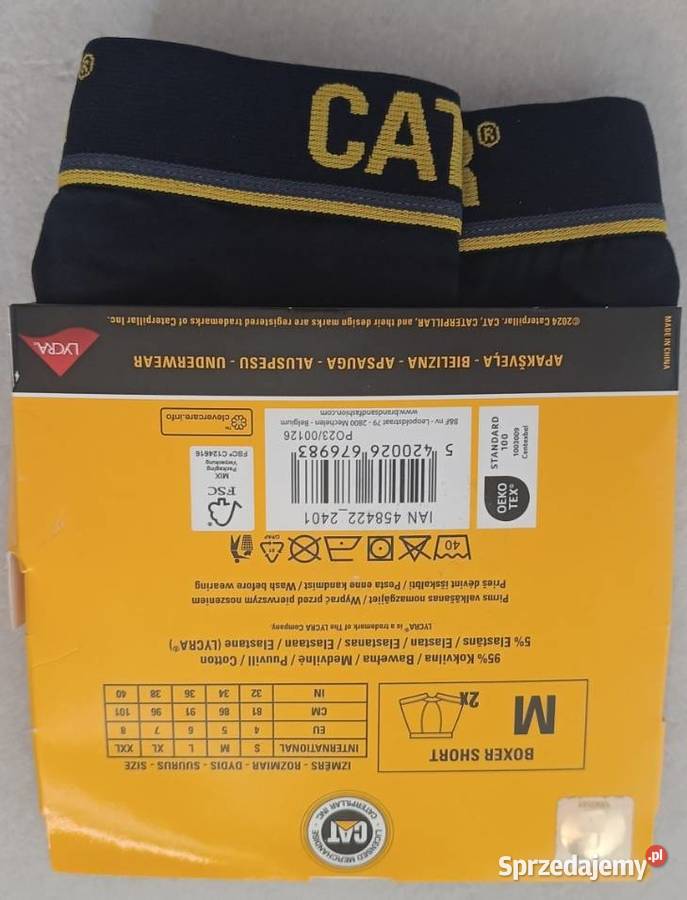 CAT
R®
®
MADE IN CHINA
©2024 Caterpillar. CAT, CATERPILLAR, and their design marks are registered trademarks of Caterpillar Inc.
APAKŠVEĻA - BIELIZNA - APSAUGA - ALUSPESU - UNDERWEAR
LYCRA®
B&F nv - Leopoldstraat 79 - 2800 Mechelen - Belgium
www.brandsandfashion.com
PO23/00126
5 420026 676983
IAN 458422_2401
clevercare.info
FSC
MIX
Packaging
Verpackung
FSC® C124616
OEKO
TEX®
STANDARD
100
1003009
Centexbel
40
Pirms valkāšanas nomazgājiet / Wyprać przed pierwszym noszeniem
Prieš dėvint išskalbti / Pesta enne kandmist / Wash before wearing
95% Kokvilna / Bawełna / Medvilnė / Puuvill / Cotton
5% Elastāns / Elastan / Elastanas / Elastaan / Elastane (LYCRA®)
LYCRA® is a trademark of The LYCRA Company.
BOXER SHORT
M
2x
IZMĒRS - ROZMIAR - DYDIS - SUURUS - SIZE
INTERNATIONAL S M L XL XXL
EU 4 5 6 7 8
CM 81 86 91 96 101
IN 32 34 36 38 40
LICENSED MERCHANDISE
CAT
CATERPILLAR INC.
Sprzedajemy.pl